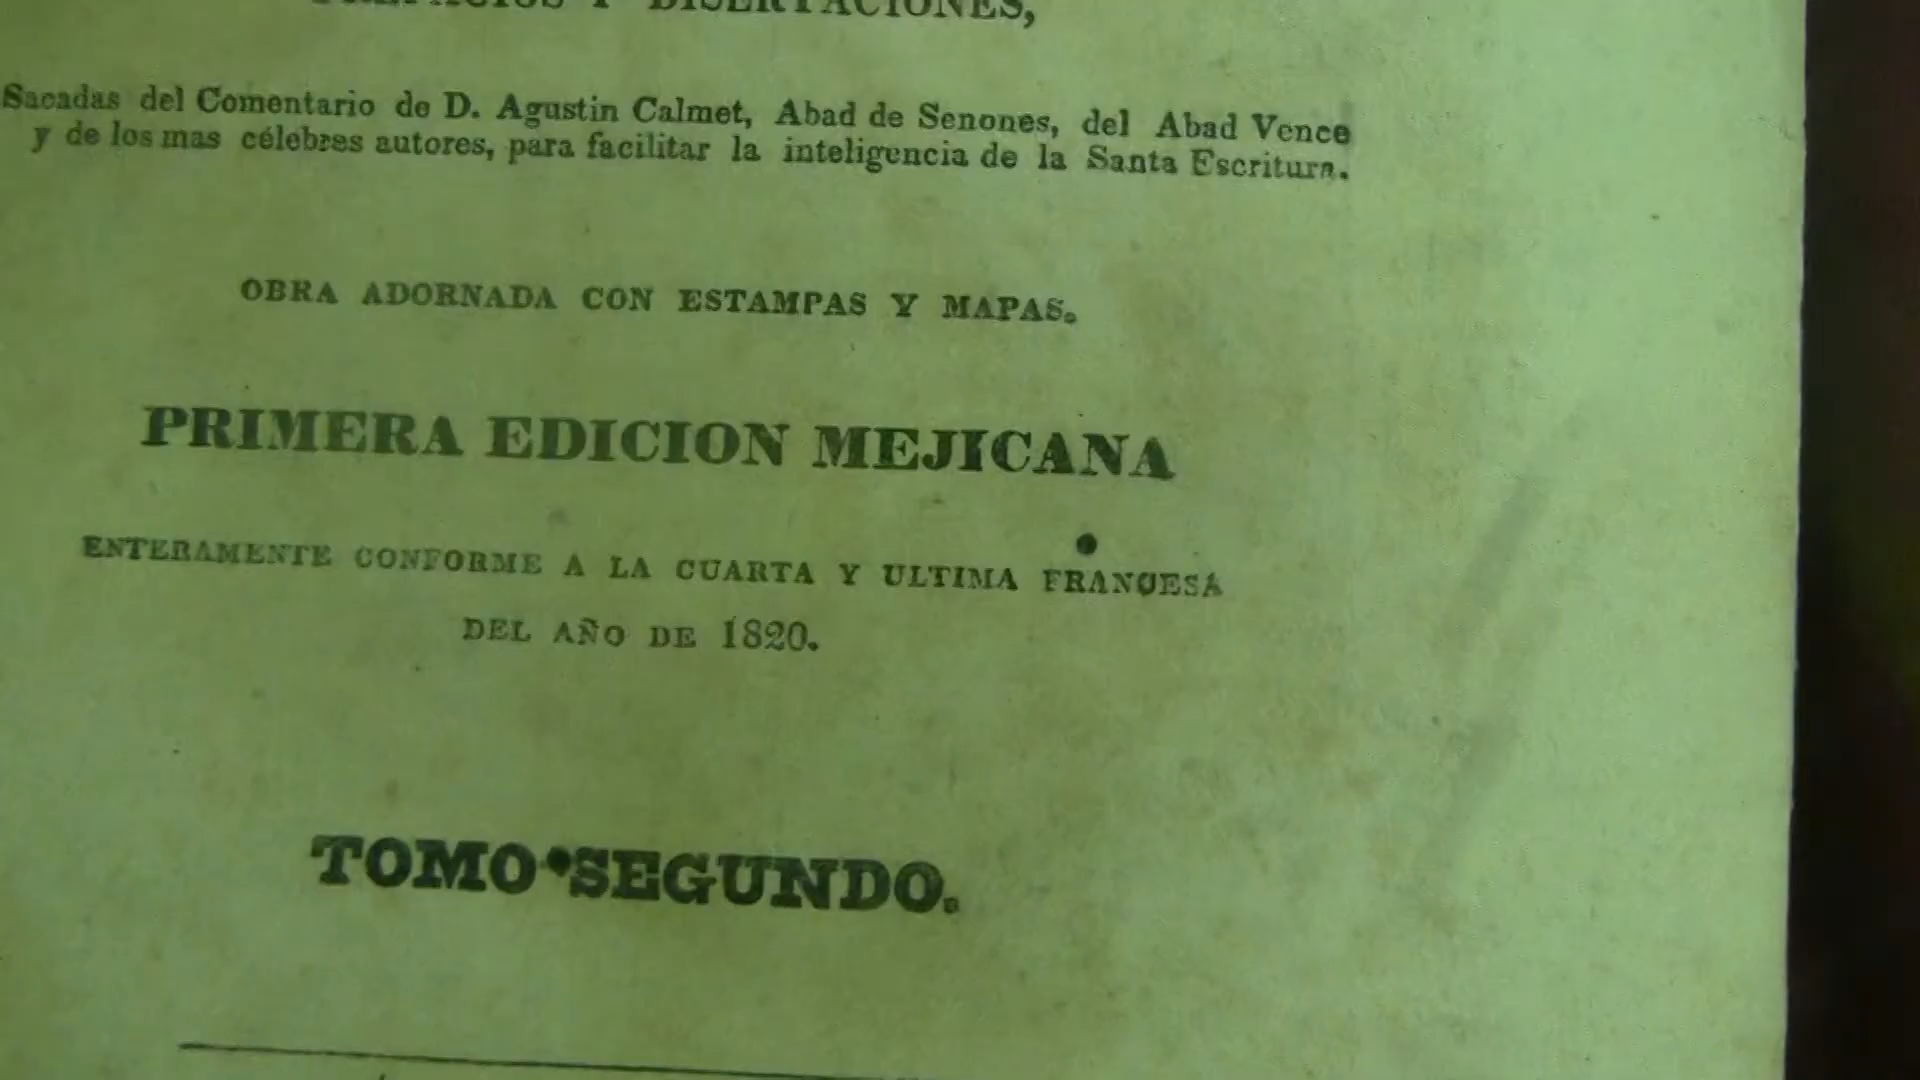 PREFACIOS Y DISERTACIONES,
Sacadas del Comentario de D. Agustin Calmet, Abad de Senones, del Abad Vence
y de los mas célebres autores, para facilitar la inteligencia de la Santa Escritura.
OBRA ADORNADA CON ESTAMPAS Y MAPAS.
PRIMERA EDICION MEJICANA
ENTERAMENTE CONFORME A LA CUARTA Y ULTIMA FRANCESA
DEL AÑO DE 1820.
TOMO SEGUNDO.